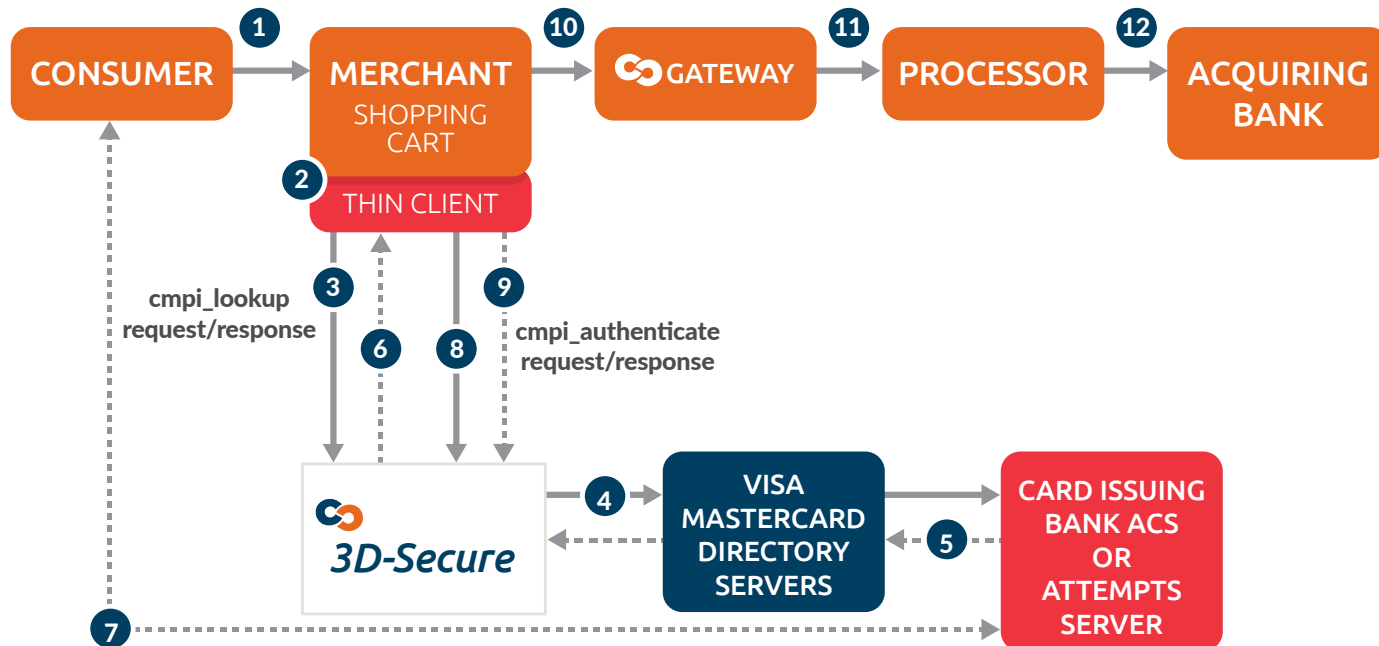 1
10
11
12
CONSUMER
MERCHANT
SHOPPING
CART
GATEWAY
PROCESSOR
ACQUIRING
BANK
2
THIN CLIENT
3
9
cmpi_lookup
request/response
6
8
cmpi_authenticate
request/response
3D-Secure
4
VISA
MASTERCARD
DIRECTORY
SERVERS
5
CARD ISSUING
BANK ACS
OR
ATTEMPTS
SERVER
7